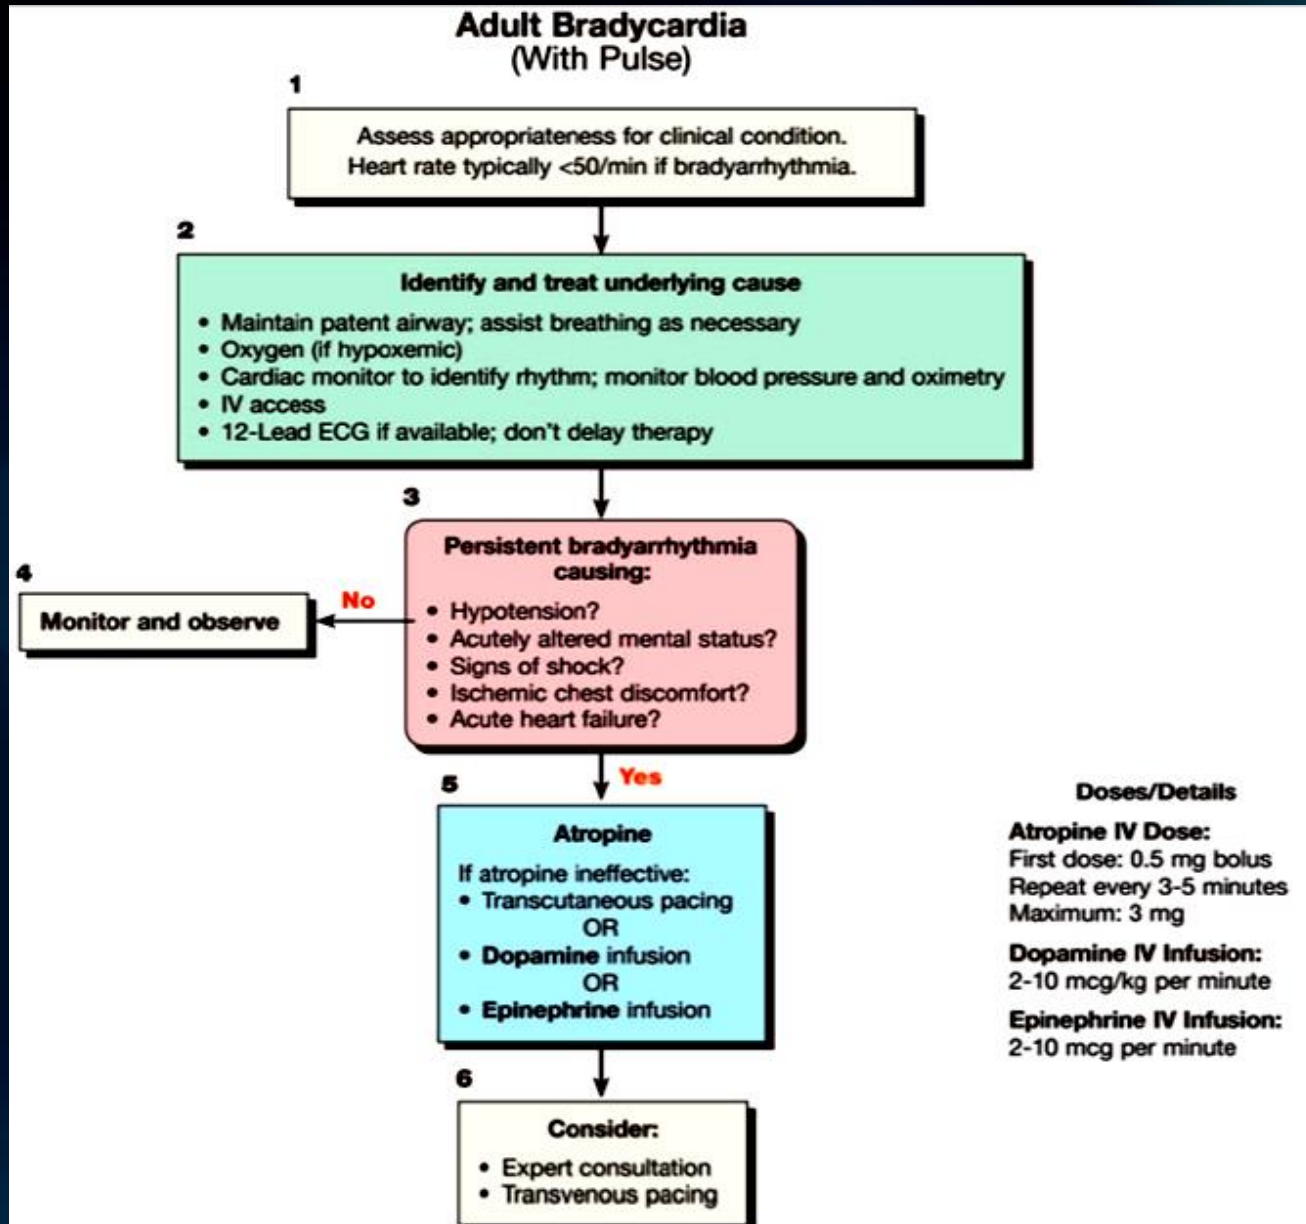 Adult Bradycardia
(With Pulse)
1
Assess appropriateness for clinical condition.
Heart rate typically <50/min if bradyarrhythmia.
2
Identify and treat underlying cause
• Maintain patent airway; assist breathing as necessary
• Oxygen (if hypoxemic)
• Cardiac monitor to identify rhythm; monitor blood pressure and oximetry
• IV access
• 12-Lead ECG if available; don't delay therapy
3
Persistent bradyarrhythmia
causing:
• Hypotension?
• Acutely altered mental status?
• Signs of shock?
• Ischemic chest discomfort?
• Acute heart failure?
No
4
Monitor and observe
Yes
5
Atropine
If atropine ineffective:
• Transcutaneous pacing
OR
• Dopamine infusion
OR
• Epinephrine infusion
6
Consider:
• Expert consultation
• Transvenous pacing
Doses/Details
Atropine IV Dose:
First dose: 0.5 mg bolus
Repeat every 3-5 minutes
Maximum: 3 mg
Dopamine IV Infusion:
2-10 mcg/kg per minute
Epinephrine IV Infusion:
2-10 mcg per minute